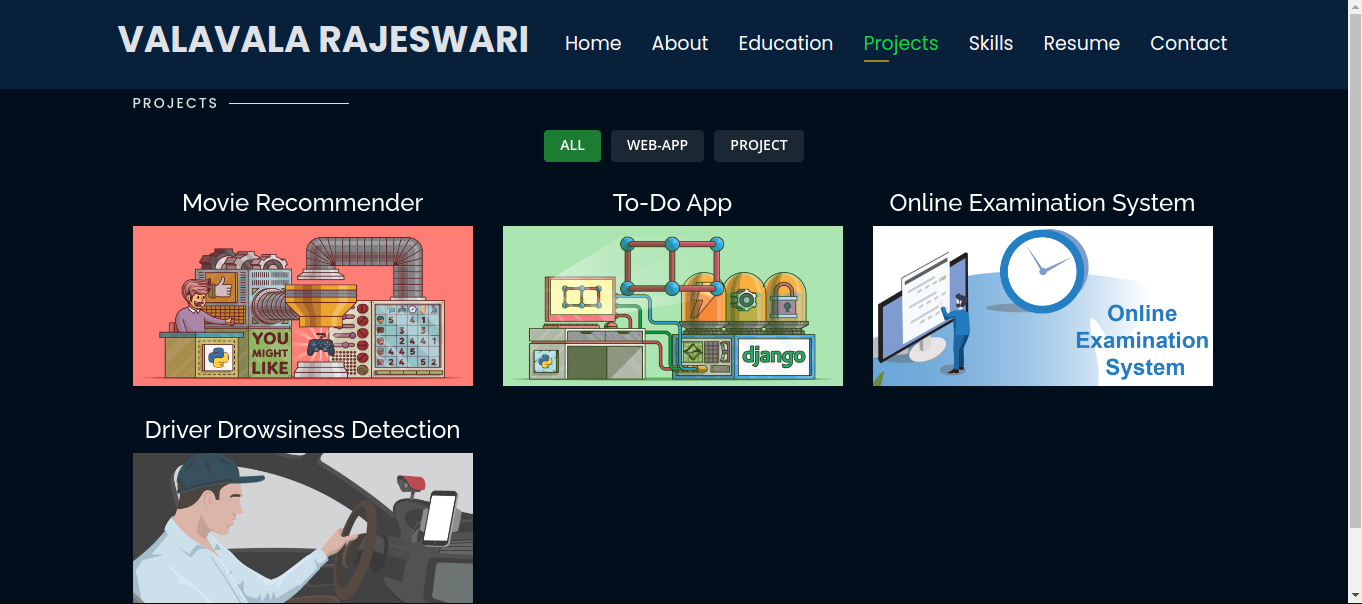 VALAVALA RAJESWARI
Home About Education Projects Skills Resume Contact
PROJECTS
ALL WEB-APP PROJECT
Movie Recommender
YOU
MIGHT
LIKE
To-Do App
django
Online Examination System
Online
Examination
System
Driver Drowsiness Detection